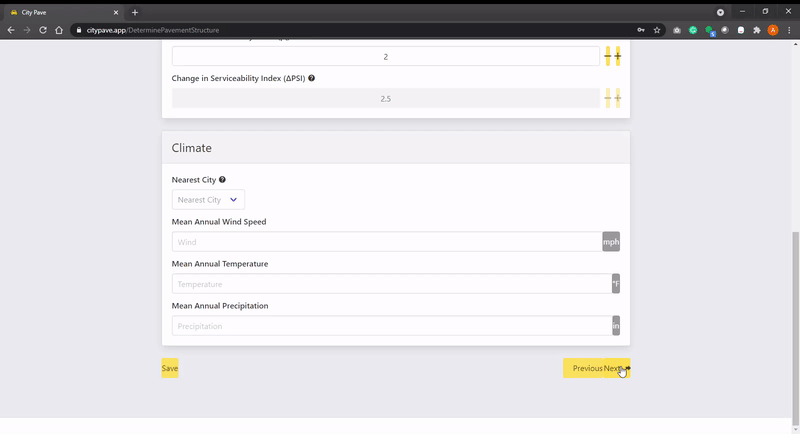 City Pave
citypave.app/DeterminePavementStructure
A
2
Change in Serviceability Index (ΔPSI)
2.5
Climate
Nearest City
Nearest City
Mean Annual Wind Speed
Wind
mph
Mean Annual Temperature
Temperature
°F
Mean Annual Precipitation
Precipitation
in
Save
Previous
Next